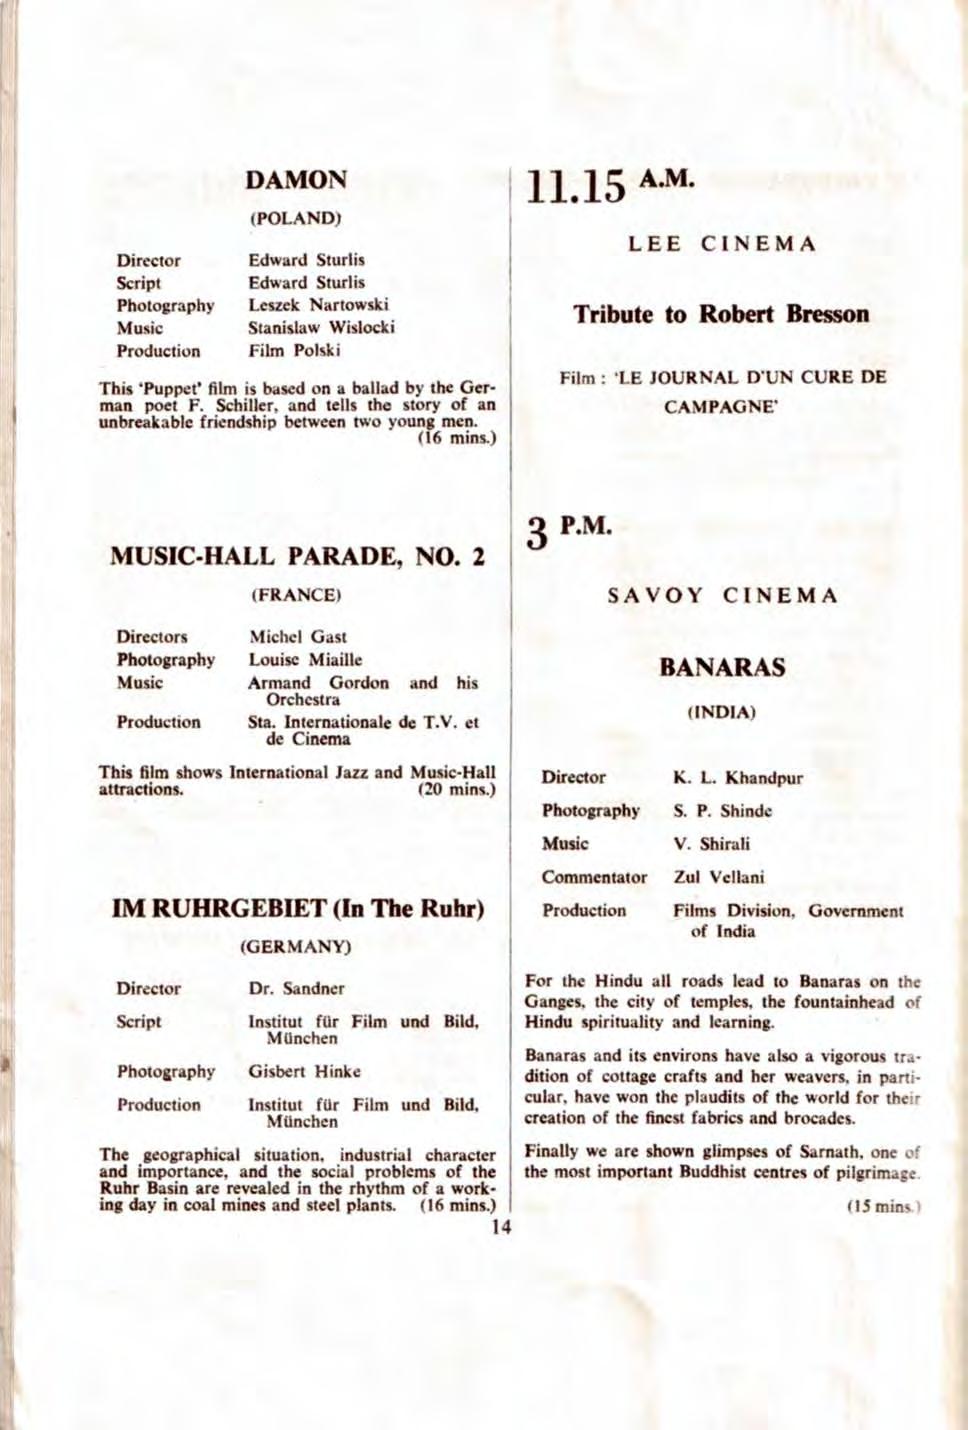 DAMON
(POLAND)
Director Edward Sturlis
Script Edward Sturlis
Photography Leszek Nartowski
Music Stanislaw Wislocki
Production Film Polski
This 'Puppet' film is based on a ballad by the Ger-
man poet F. Schiller, and tells the story of an
unbreakable friendship between two young men.
(16 mins.)
MUSIC-HALL PARADE, NO. 2
(FRANCE)
Directors Michel Gast
Photography Louise Miaille
Music Armand Gordon and his
Orchestra
Production Sta. Internationale de T.V. et
de Cinema
This film shows International Jazz and Music-Hall
attractions. (20 mins.)
IM RUHRGEBIET (In The Ruhr)
(GERMANY)
Director Dr. Sandner
Script Institut für Film und Bild,
München
Photography Gisbert Hinke
Production Institut für Film und Bild,
München
The geographical situation, industrial character
and importance, and the social problems of the
Ruhr Basin are revealed in the rhythm of a work-
ing day in coal mines and steel plants. (16 mins.)
11.15 A.M.
LEE CINEMA
Tribute to Robert Bresson
Film : 'LE JOURNAL D'UN CURE DE
CAMPAGNE'
3 P.M.
SAVOY CINEMA
BANARAS
(INDIA)
Director K. L. Khandpur
Photography S. P. Shinde
Music V. Shirali
Commentator Zul Vellani
Production Films Division, Government
of India
For the Hindu all roads lead to Banaras on the
Ganges, the city of temples, the fountainhead of
Hindu spirituality and learning.
Banaras and its environs have also a vigorous tra-
dition of cottage crafts and her weavers, in parti-
cular, have won the plaudits of the world for their
creation of the finest fabrics and brocades.
Finally we are shown glimpses of Sarnath, one of
the most important Buddhist centres of pilgrimage.
(15 mins.)
14